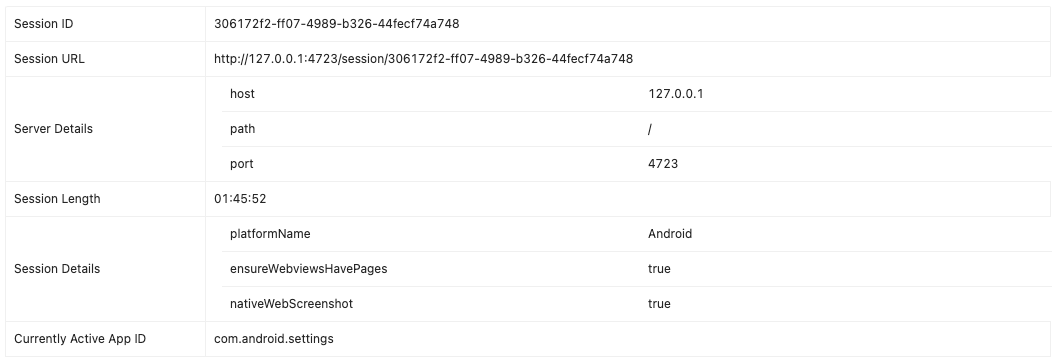 Session ID 306172f2-ff07-4989-b326-44fecf74a748
Session URL http://127.0.0.1:4723/session/306172f2-ff07-4989-b326-44fecf74a748
host 127.0.0.1
Server Details path /
port 4723
Session Length 01:45:52
platformName Android
Session Details ensureWebviewsHavePages true
nativeWebScreenshot true
Currently Active App ID com.android.settings